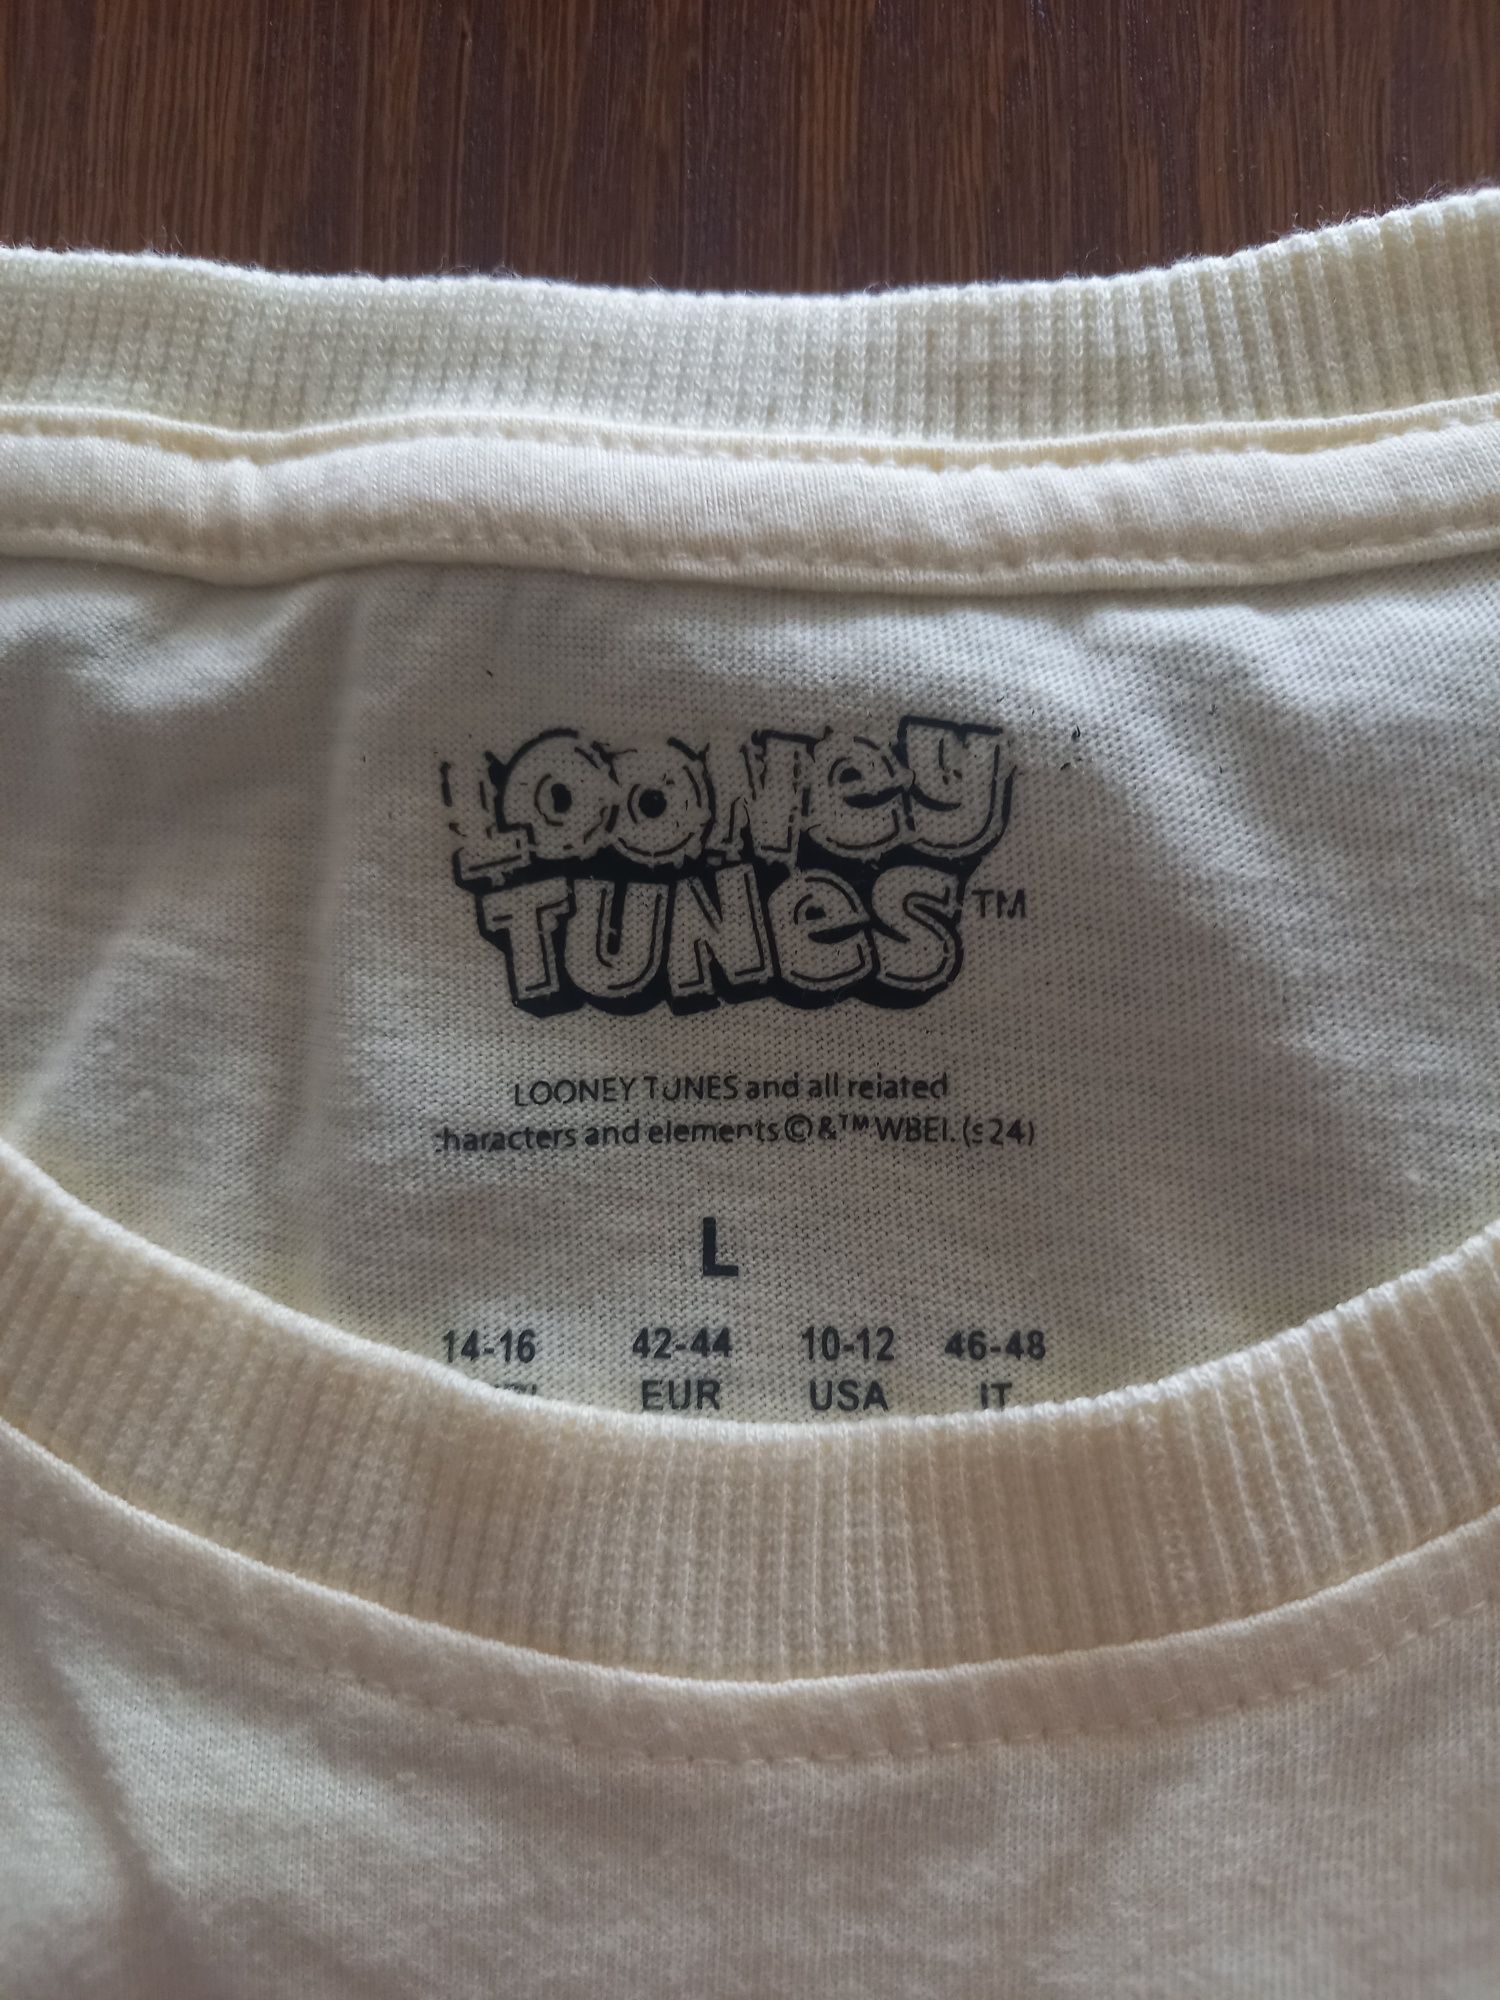 LOONEY
TUNES™
LOONEY TUNES and all related
characters and elements © & ™ WBEI. (s24)
L
14-16 42-44 10-12 46-48
EUR USA IT